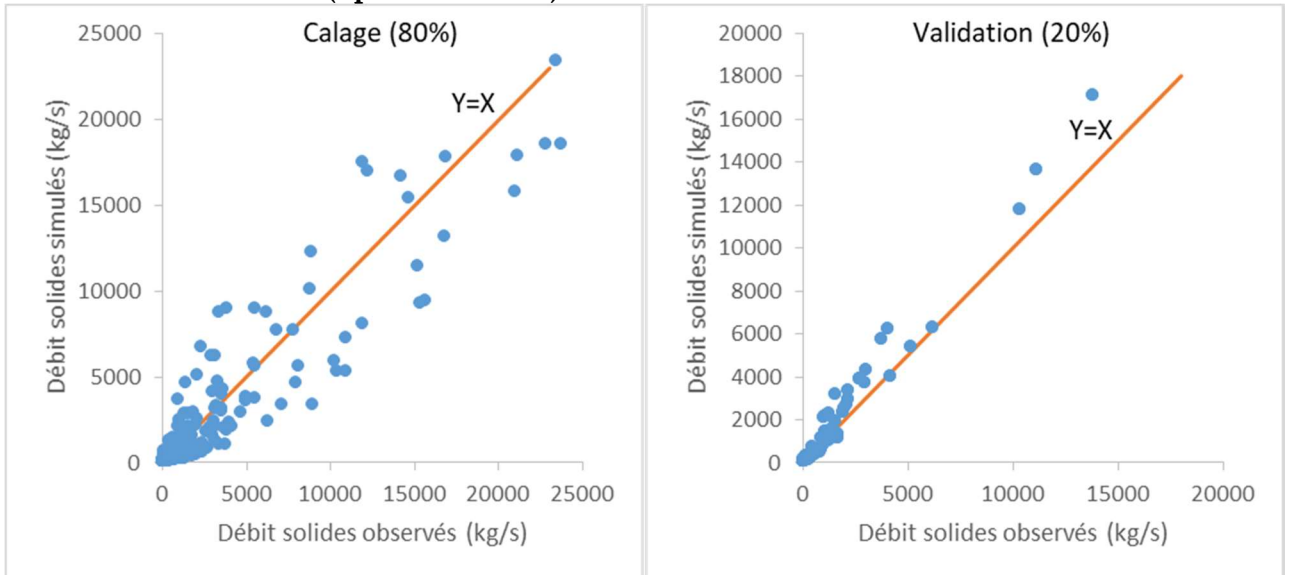 Calage (80%)
Y=X
Débit solides simulés (kg/s)
25000
20000
15000
10000
5000
0
0 5000 10000 15000 20000 25000
Débit solides observés (kg/s)
Validation (20%)
Y=X
Débit solides simulés (kg/s)
20000
18000
16000
14000
12000
10000
8000
6000
4000
2000
0
0 5000 10000 15000 20000
Débit solides observés (kg/s)